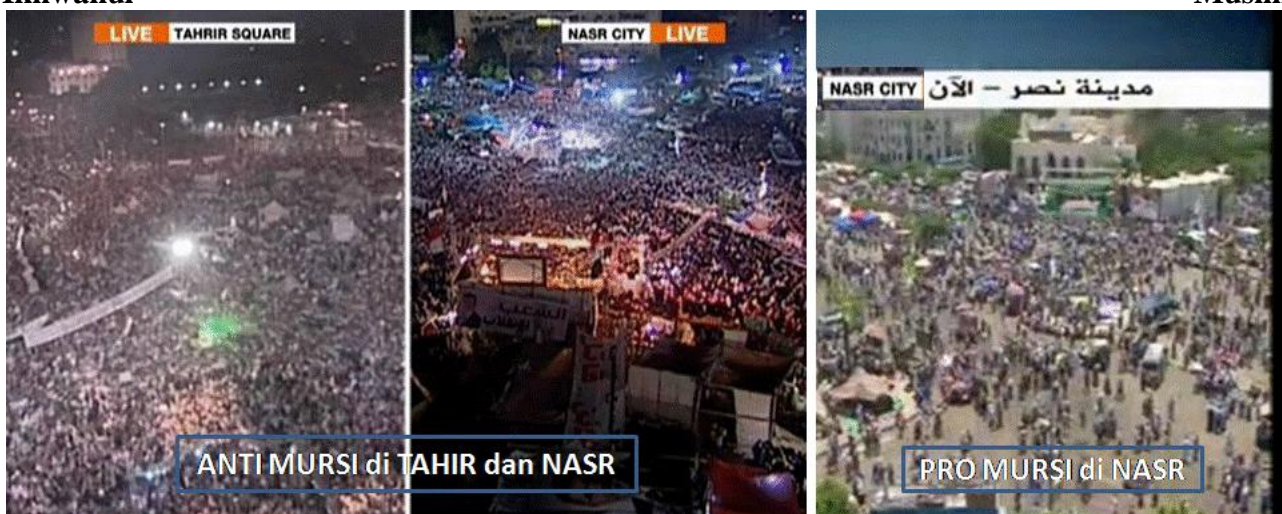 LIVE TAHRIR SQUARE
NASR CITY LIVE
NASR CITY مدينة نصر – الآن
الشعب
ANTI MURSI di TAHIR dan NASR
PRO MURSI di NASR